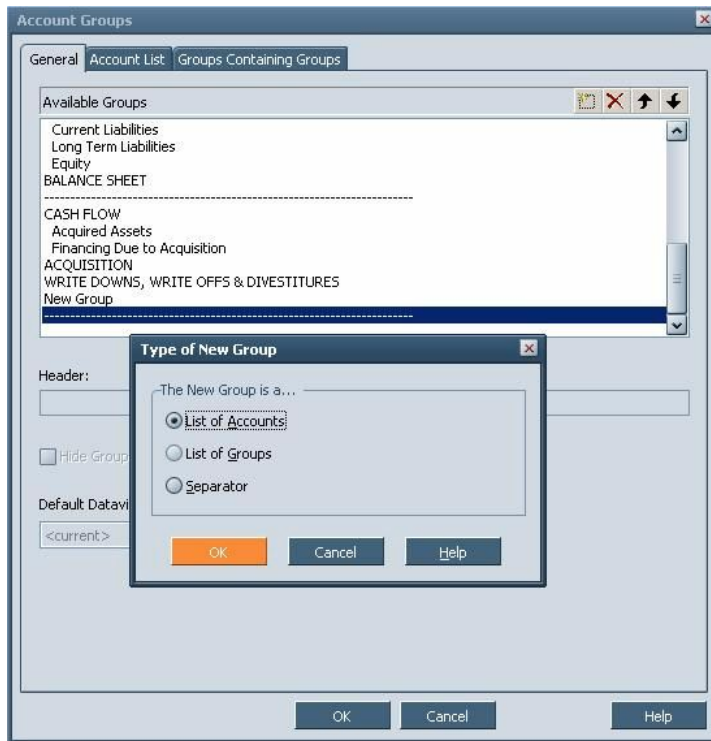 Account Groups
General Account List Groups Containing Groups
Available Groups
Current Liabilities
Long Term Liabilities
Equity
BALANCE SHEET
-----------------------------------------------------------------------
CASH FLOW
Acquired Assets
Financing Due to Acquisition
ACQUISITION
WRITE DOWNS, WRITE OFFS & DIVESTITURES
New Group
-----------------------------------------------------------------------
Type of New Group
Header:
The New Group is a...
List of Accounts
Hide Group
List of Groups
Separator
Default Datavi
<current>
OK Cancel Help
OK Cancel Help